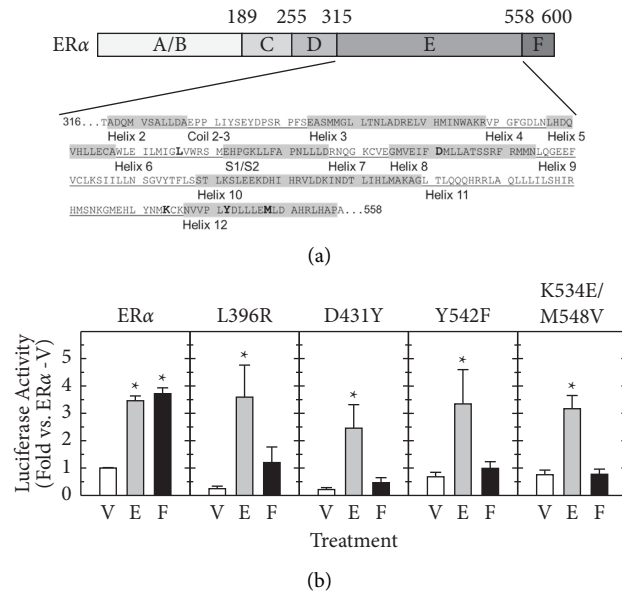 189 255 315 558 600
ERα A/B C D E F
316...TADQM VMSALLDA EPP LIYSEYDPSR PFSEASMMGL LTNLADRELV HMINWAKRVP GFGDLNLHDQ
Helix 2 Coil 2-3 Helix 3 Helix 4 Helix 5
VHLLECAWLE ILMIGLVWRS MEHPGKLLFA PNLLLDRNQG KCVEGMVEIF DMLLATSSRF RMMNLQGEEF
Helix 6 S1/S2 Helix 7 Helix 8 Helix 9
VCLKSIILLN SGVYTFLSST LKSLEEKDHI HRVLDKINDT LIHLMAKAGL TLQQQHRRLA QLLLILSHIR
Helix 10 Helix 11
HMSNKGMEHL YNMKCKNVVP LYDLLLEMLD AHRLHAPA...558
Helix 12
(a)
ERα L396R D431Y Y542F K534E/
M548V
Luciferase Activity
(Fold vs. ERα -V)
5
4
3
2
1
0
* * * * * *
V E F V E F V E F V E F V E F
Treatment
(b)